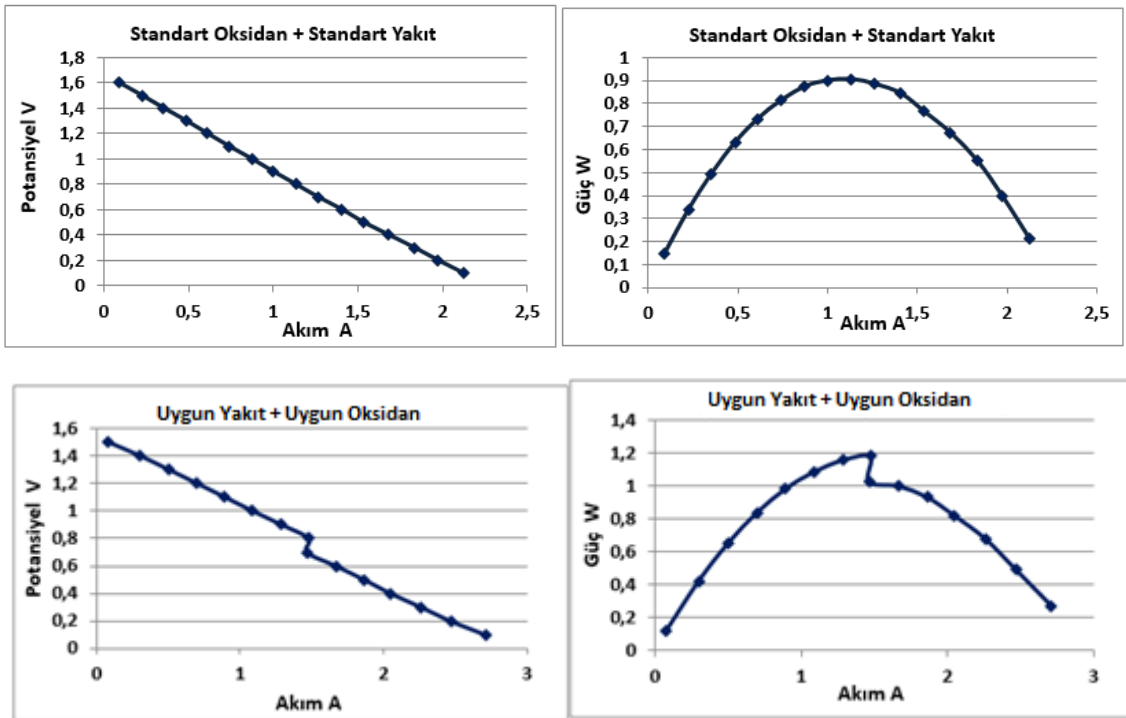 Standart Oksidan + Standart Yakıt
Potansiyel V
1,8
1,6
1,4
1,2
1
0,8
0,6
0,4
0,2
0
0 0,5 1 1,5 2 2,5
Akım A
Standart Oksidan + Standart Yakıt
Güç W
1
0,9
0,8
0,7
0,6
0,5
0,4
0,3
0,2
0,1
0
0 0,5 1 1,5 2 2,5
Akım A
Uygun Yakıt + Uygun Oksidan
Potansiyel V
1,6
1,4
1,2
1
0,8
0,6
0,4
0,2
0
0 1 2 3
Akım A
Uygun Yakıt + Uygun Oksidan
Güç W
1,4
1,2
1
0,8
0,6
0,4
0,2
0
0 1 2 3
Akım A